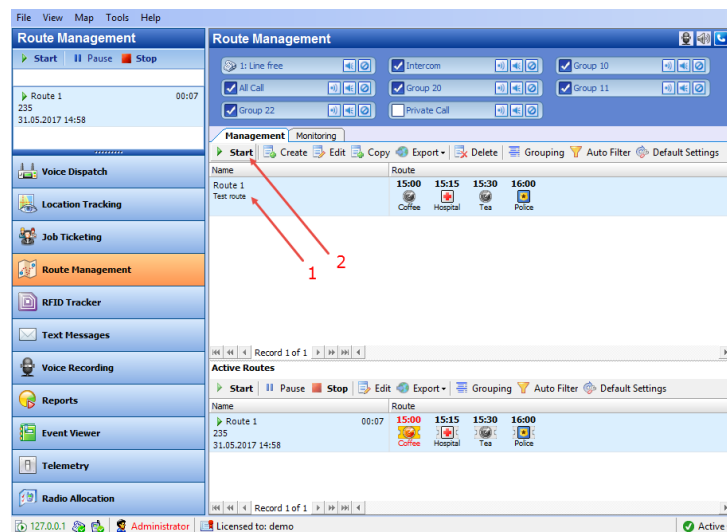 File View Map Tools Help
Route Management
Start Pause Stop
Route 1 00:07
235
31.05.2017 14:58
Voice Dispatch
Location Tracking
Job Ticketing
Route Management
RFID Tracker
Text Messages
Voice Recording
Reports
Event Viewer
Telemetry
Radio Allocation
Route Management
1: Line free Intercom Group 10
All Call Group 20 Group 11
Group 22 Private Call
Management Monitoring
Start Create Edit Copy Export Delete Grouping Auto Filter Default Settings
Name Route
Route 1 15:00 15:15 15:30 16:00
Test route Coffee Hospital Tea Police
1 2
Record 1 of 1
Active Routes
Start Pause Stop Edit Export Grouping Auto Filter Default Settings
Name Route
Route 1 00:07 15:00 15:15 15:30 16:00
235
31.05.2017 14:58 Coffee Hospital Tea Police
Record 1 of 1
127.0.0.1 Administrator Licensed to: demo Active